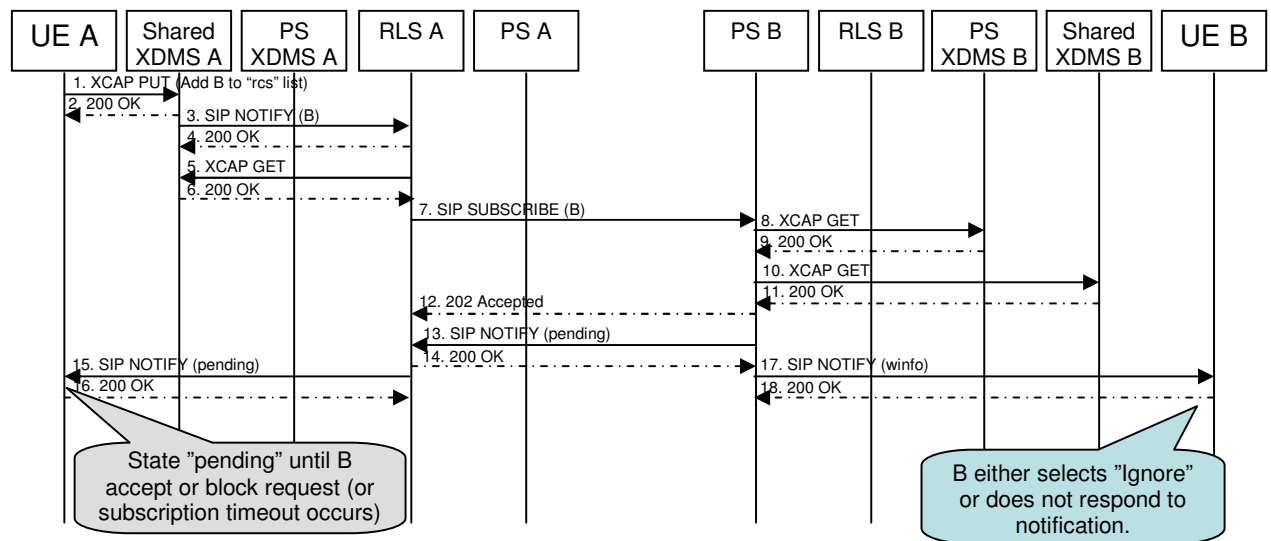 UE A
Shared
XDMS A
PS
XDMS A
RLS A
PS A
PS B
RLS B
PS
XDMS B
Shared
XDMS B
UE B
1. XCAP PUT (Add B to “rcs” list)
2. 200 OK
3. SIP NOTIFY (B)
4. 200 OK
5. XCAP GET
6. 200 OK
7. SIP SUBSCRIBE (B)
8. XCAP GET
9. 200 OK
10. XCAP GET
11. 200 OK
12. 202 Accepted
13. SIP NOTIFY (pending)
14. 200 OK
15. SIP NOTIFY (pending)
16. 200 OK
17. SIP NOTIFY (winfo)
18. 200 OK
State ”pending” until B
accept or block request (or
subscription timeout occurs)
B either selects ”Ignore”
or does not respond to
notification.